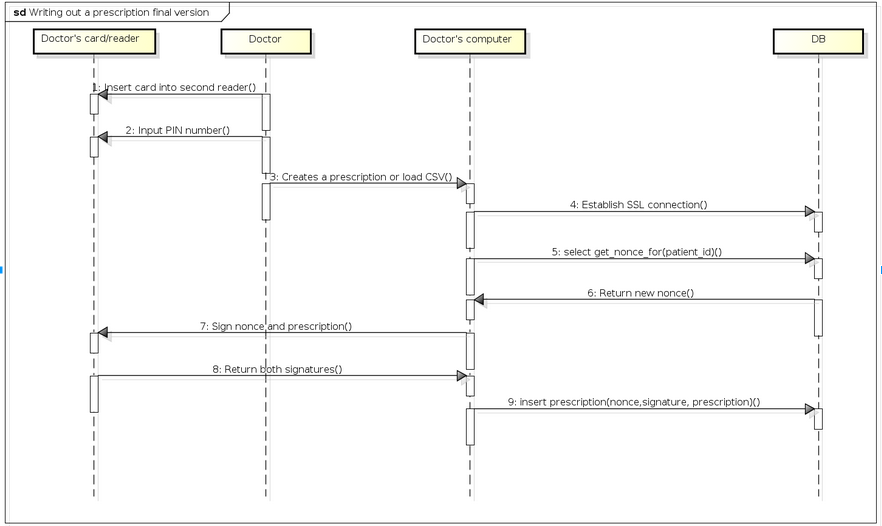 sd Writing out a prescription final version
Doctor's card/reader
Doctor
Doctor's computer
DB
1: Insert card into second reader()
2: Input PIN number()
3: Creates a prescription or load CSV()
4: Establish SSL connection()
5: select get_nonce_for(patient_id)()
6: Return new nonce()
7: Sign nonce and prescription()
8: Return both signatures()
9: insert prescription(nonce,signature, prescription)()